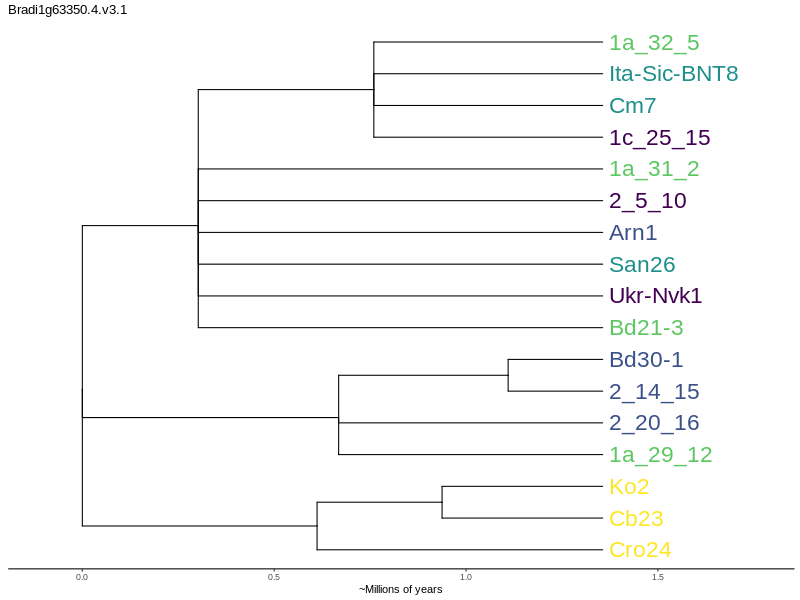 Bradi1g63350.4.v3.1
1a_32_5
Ita-Sic-BNT8
Cm7
1c_25_15
1a_31_2
2_5_10
Arn1
San26
Ukr-Nvk1
Bd21-3
Bd30-1
2_14_15
2_20_16
1a_29_12
Ko2
Cb23
Cro24
0.0 0.5 1.0 1.5
~Millions of years